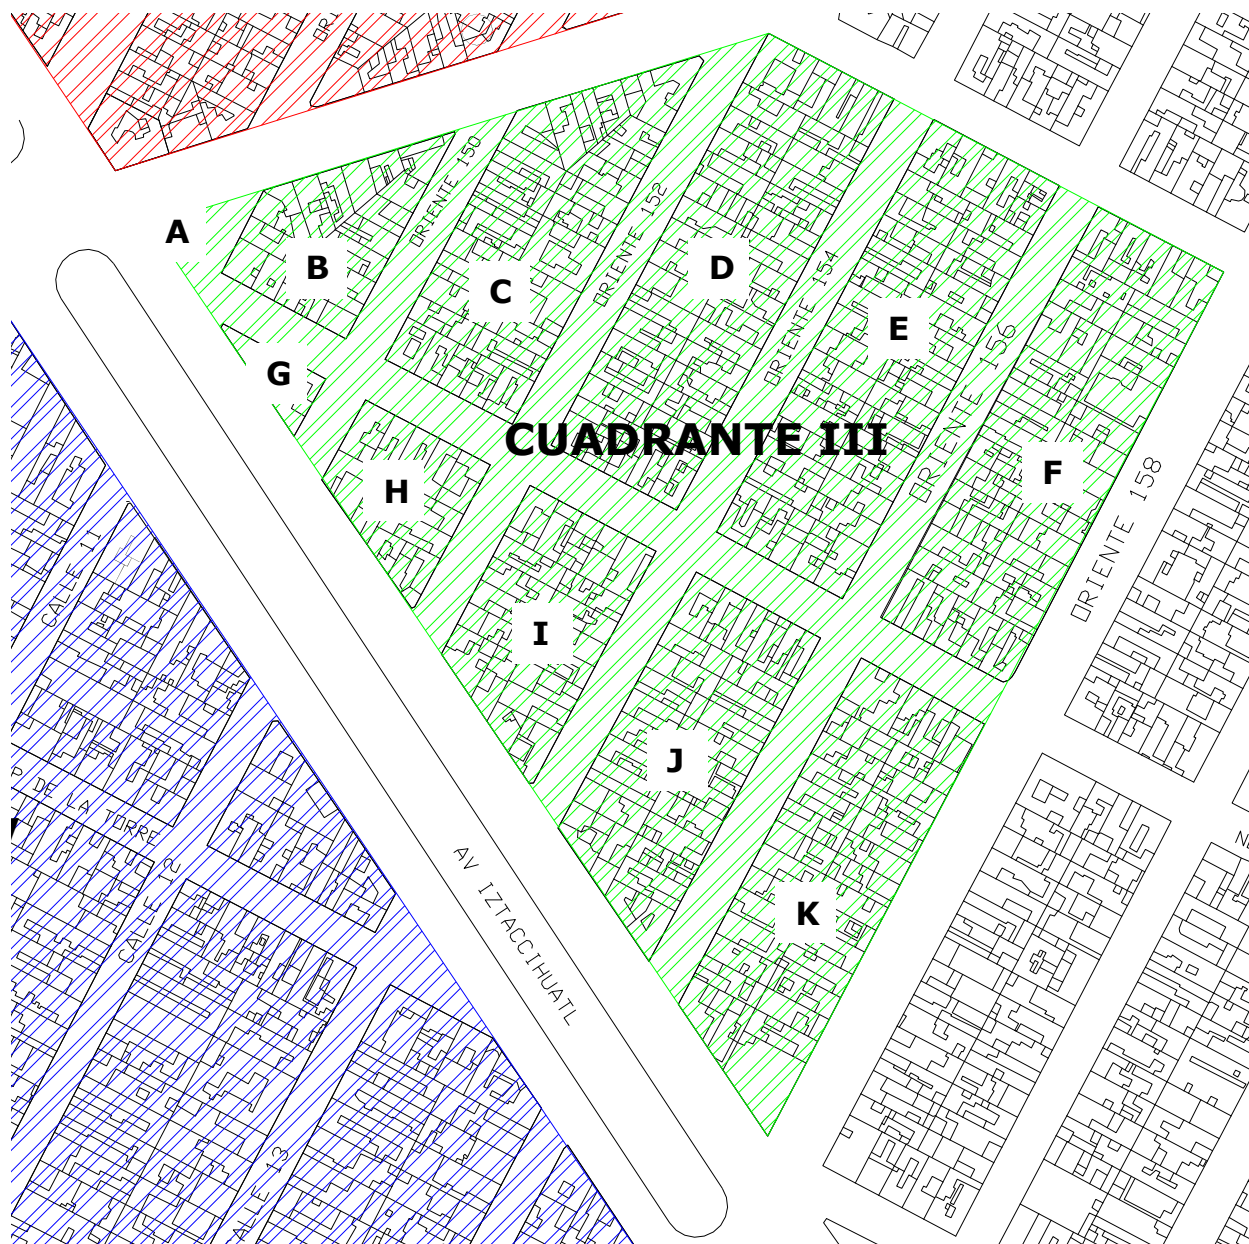 ORIENTE 150
A
B
ORIENTE 152
C
D
ORIENTE 154
E
ORIENTE 156
G
CUADRANTE III
F
H
ORIENTE 158
CALLE 11
I
J
DE LA TORRE
CALLE 12
AV IZTACCIHUATL
K
CALLE 13